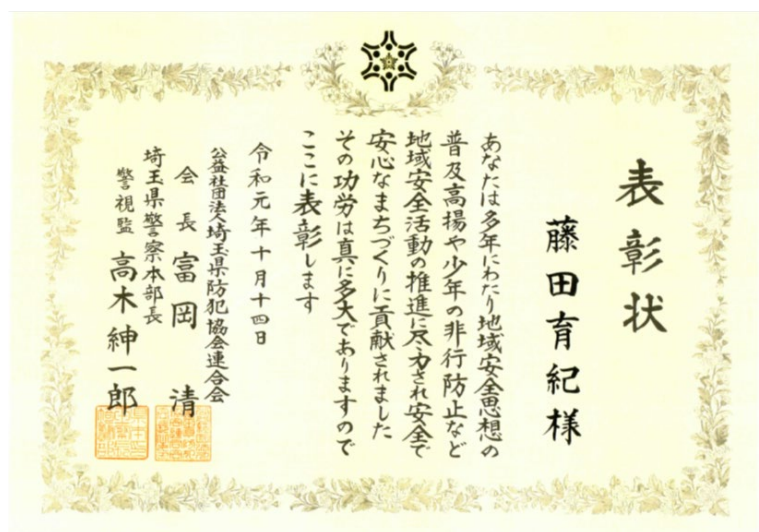 表彰状
藤田育紀様
あなたは多年にわたり地域安全思想の
普及高揚や少年の非行防止など
地域安全活動の推進に尽力され安全で
安心なまちづくりに貢献されました
その功労は真に多大でありますので
ここに表彰します
令和元年十月十四日
公益社団法人埼玉県防犯協会連合会
会長 富岡 清
埼玉県警察本部長
警視監 高木紳一郎